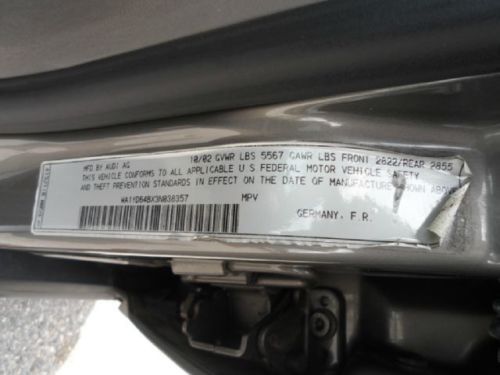 MFD BY AUDI AG 10/02 GVWR LBS 5567 GAWR LBS FRONT 2822/REAR 2855
THIS VEHICLE CONFORMS TO ALL APPLICABLE U S FEDERAL MOTOR VEHICLE SAFETY
AND THEFT PREVENTION STANDARDS IN EFFECT ON THE DATE OF MANUFACTURE SHOWN ABOVE
WA1YD64BX3N038357 MPV GERMANY, F.R.